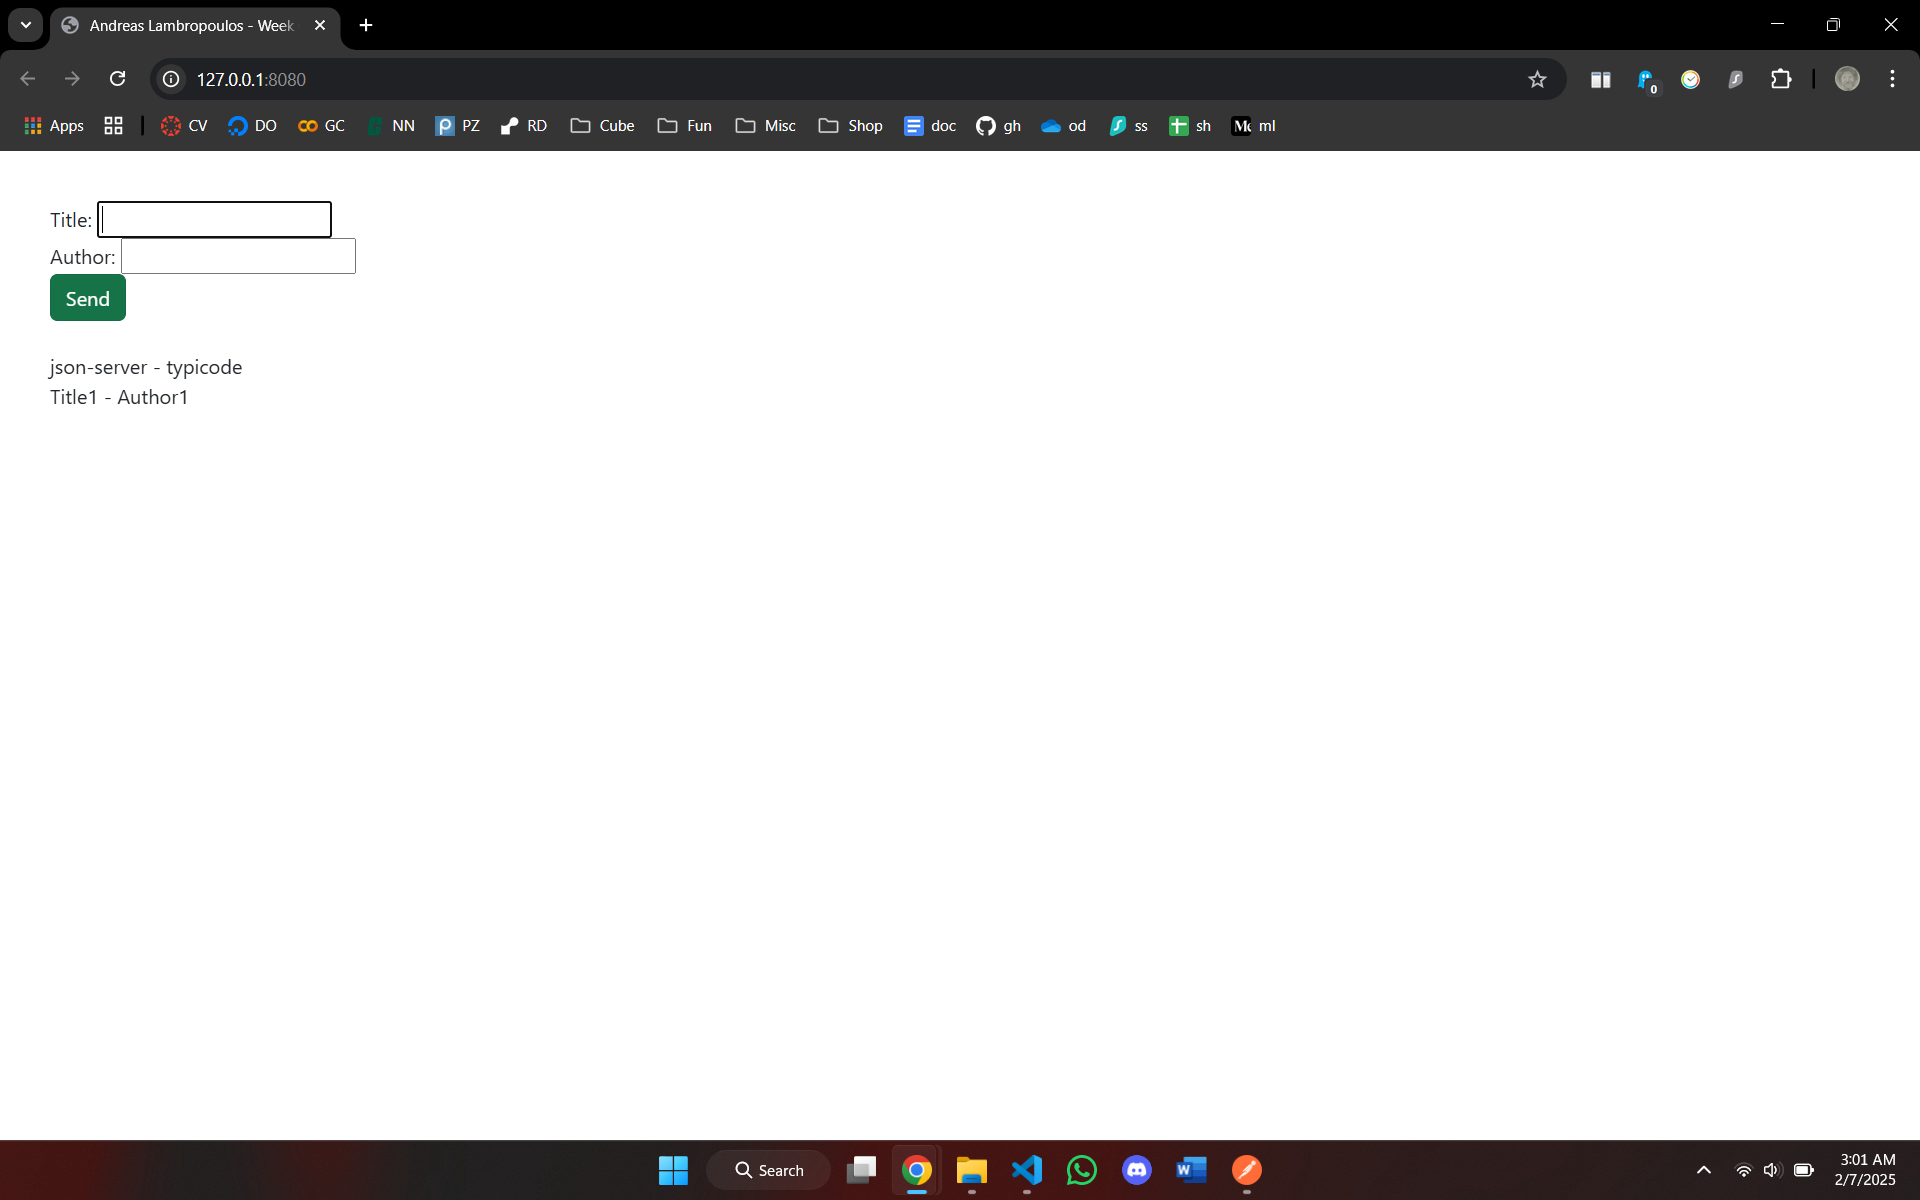 Andreas Lambropoulos - Week
127.0.0.1:8080
0
Apps CV DO GC NN PZ RD Cube Fun Misc Shop doc gh od ss sh ml
Title:
Author:
Send
json-server - typicode
Title1 - Author1
Search
3:01 AM
2/7/2025